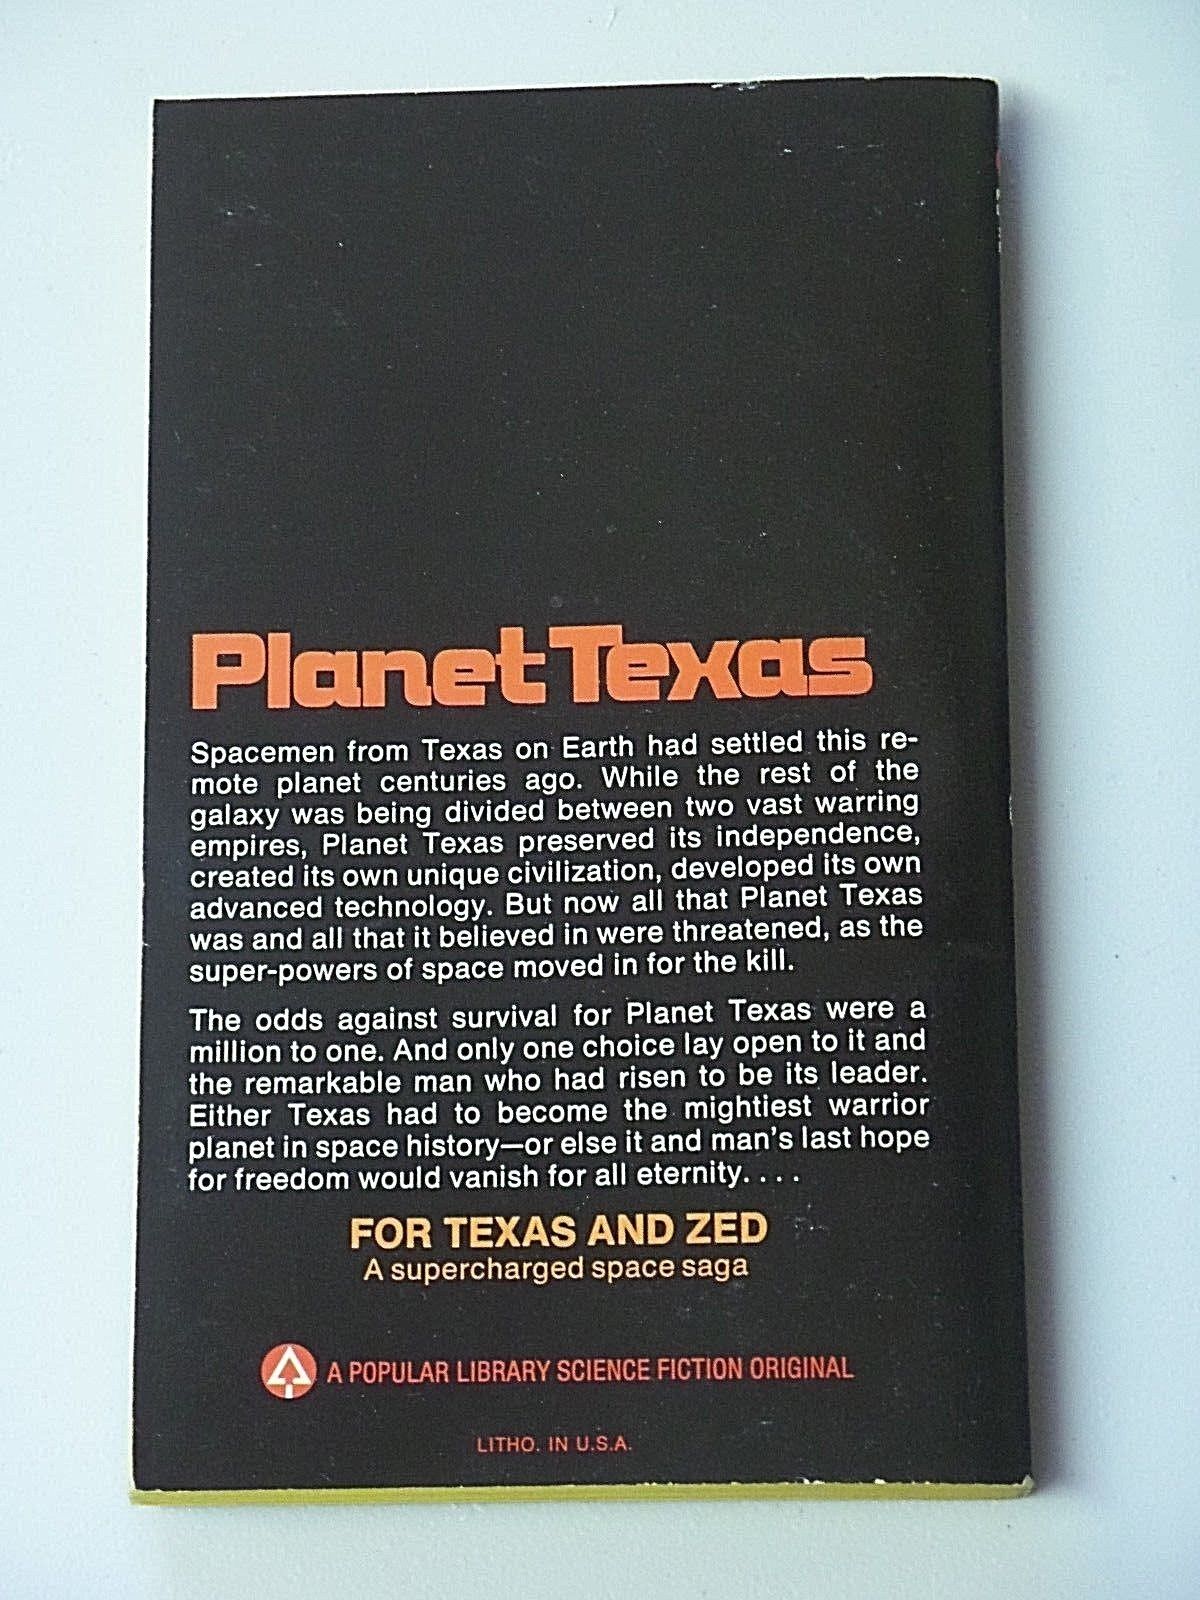 Planet Texas
Spacemen from Texas on Earth had settled this re-
mote planet centuries ago. While the rest of the
galaxy was being divided between two vast warring
empires, Planet Texas preserved its independence,
created its own unique civilization, developed its own
advanced technology. But now all that Planet Texas
was and all that it believed in were threatened, as the
super-powers of space moved in for the kill.
The odds against survival for Planet Texas were a
million to one. And only one choice lay open to it and
the remarkable man who had risen to be its leader.
Either Texas had to become the mightiest warrior
planet in space history—or else it and man's last hope
for freedom would vanish for all eternity. . . .
FOR TEXAS AND ZED
A supercharged space saga
A POPULAR LIBRARY SCIENCE FICTION ORIGINAL
LITHO. IN U.S.A.